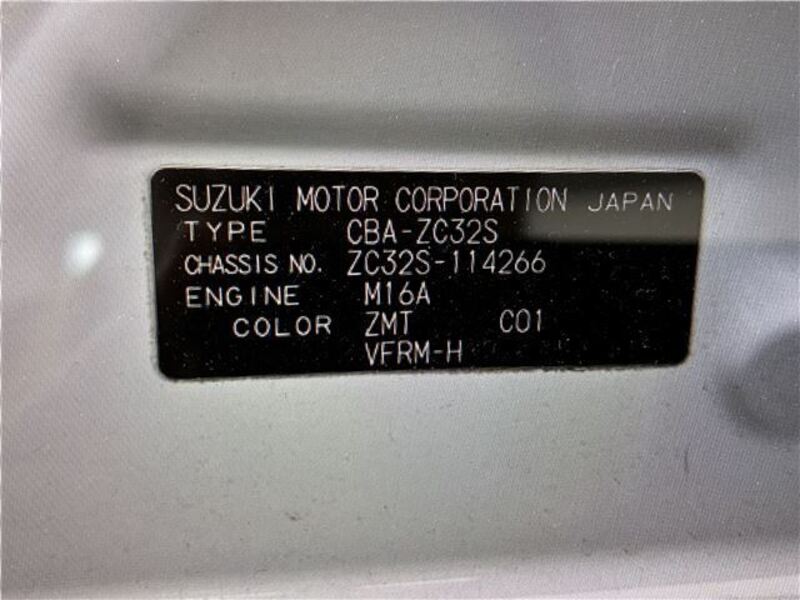 SUZUKI MOTOR CORPORATION JAPAN
TYPE CBA-ZC32S
CHASSIS NO. ZC32S-114266
ENGINE M16A
COLOR ZMT C01
VFRM-H